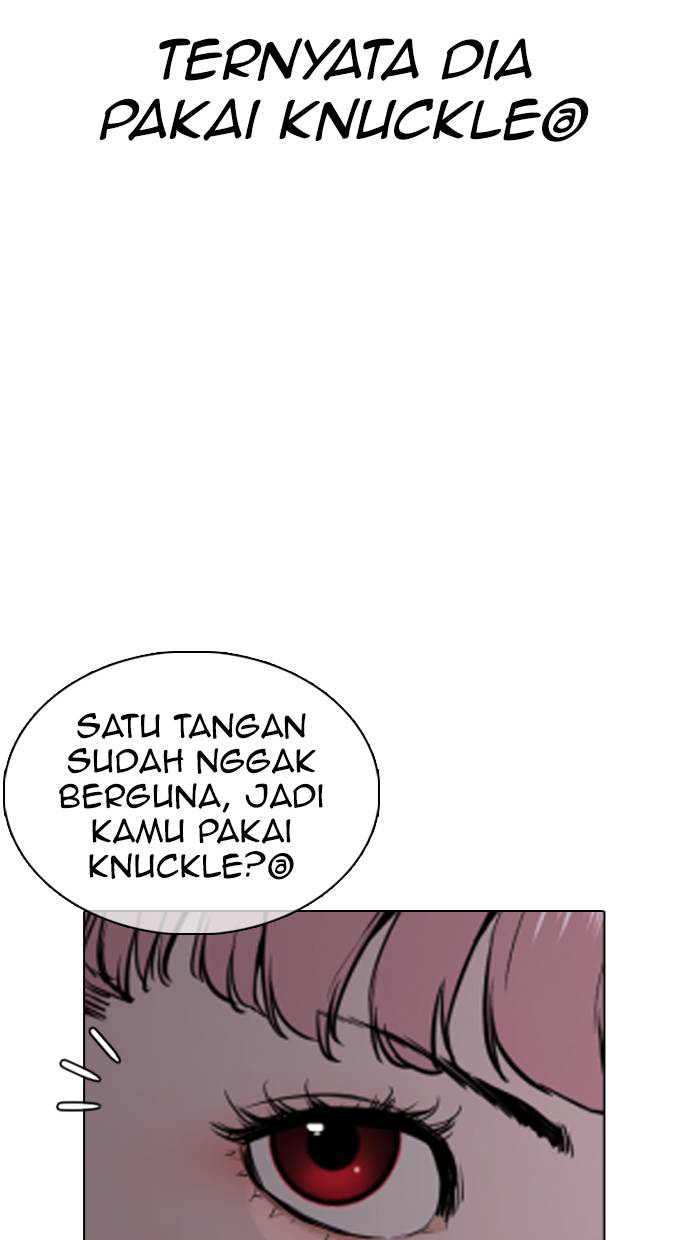 TERNYATA DIA
PAKAI KNUCKLE@
SATU TANGAN
SUDAH NGGAK
BERGUNA, JADI
KAMU PAKAI
KNUCKLE?@